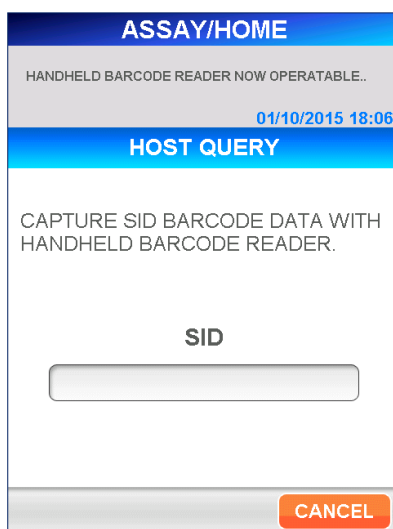 ASSAY/HOME
HANDHELD BARCODE READER NOW OPERATABLE..
01/10/2015 18:06
HOST QUERY
CAPTURE SID BARCODE DATA WITH
HANDHELD BARCODE READER.
SID
CANCEL